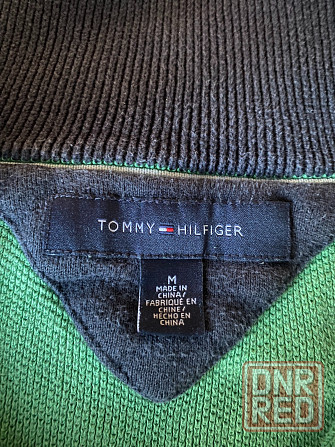 TOMMY HILFIGER
M
MADE IN
CHINA/
FABRIQUÉ EN
CHINE/
HECHO EN
CHINA
DNR
RED